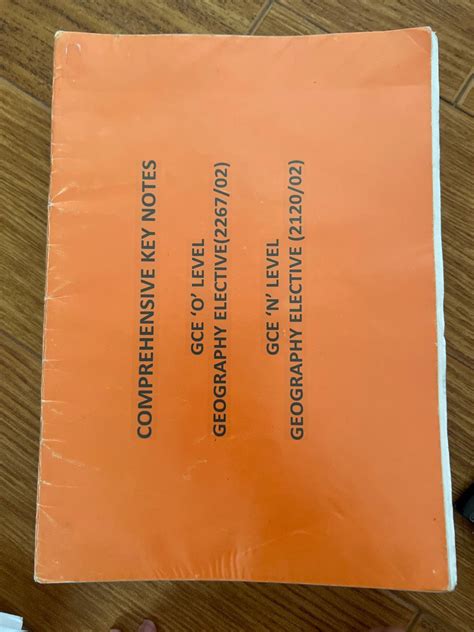 COMPREHENSIVE KEY NOTES
GCE ‘O’ LEVEL
GEOGRAPHY ELECTIVE(2267/02)
GCE ‘N’ LEVEL
GEOGRAPHY ELECTIVE (2120/02)